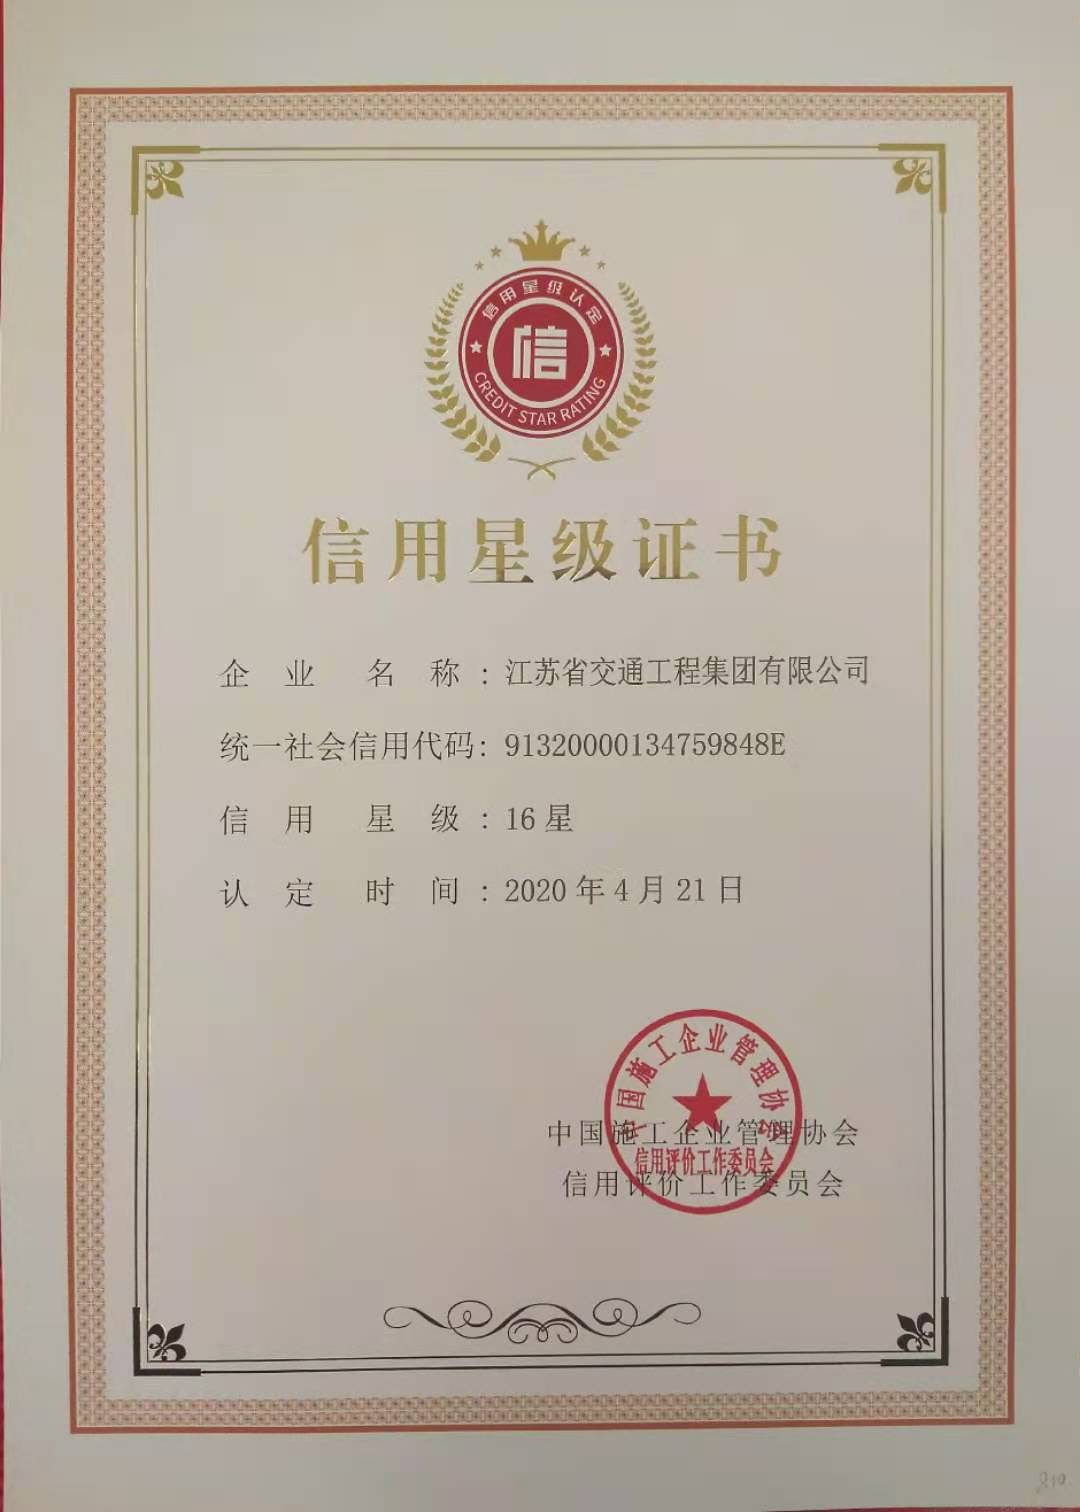 信用星级认定
信
CREDIT STAR RATING
信用星级证书
企业名称：江苏省交通工程集团有限公司
统一社会信用代码：91320000134759848E
信用星级：16星
认定时间：2020年4月21日
中国施工企业管理协会
信用评价工作委员会
中国施工企业管理协会
信用评价工作委员会